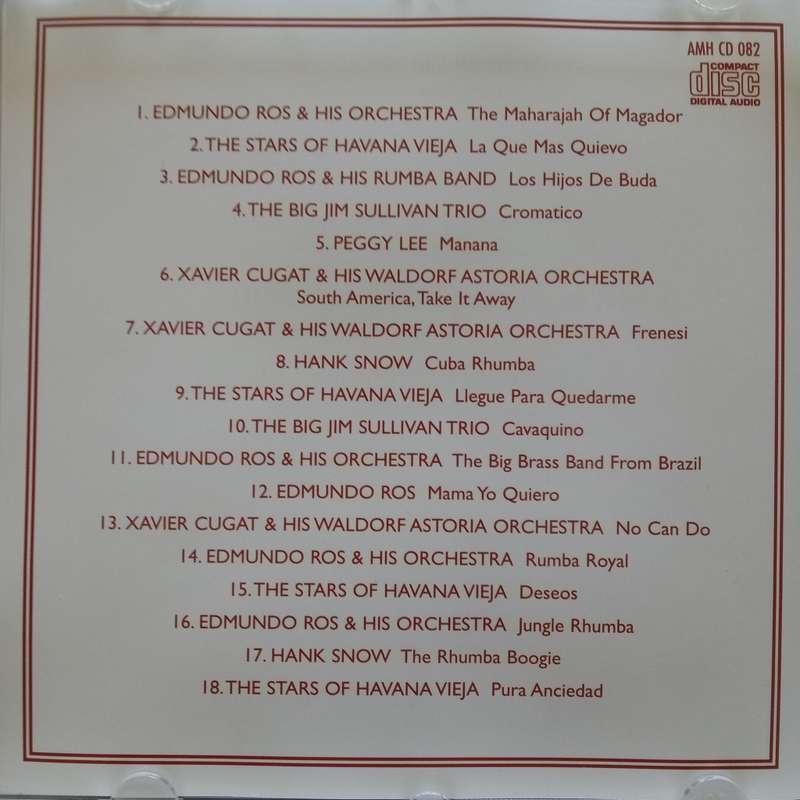 AMH CD 082
COMPACT
disc
DIGITAL AUDIO
1. EDMUNDO ROS & HIS ORCHESTRA The Maharajah Of Magador
2. THE STARS OF HAVANA VIEJA La Que Mas Quievo
3. EDMUNDO ROS & HIS RUMBA BAND Los Hijos De Buda
4. THE BIG JIM SULLIVAN TRIO Cromatico
5. PEGGY LEE Manana
6. XAVIER CUGAT & HIS WALDORF ASTORIA ORCHESTRA
South America, Take It Away
7. XAVIER CUGAT & HIS WALDORF ASTORIA ORCHESTRA Frenesi
8. HANK SNOW Cuba Rhumba
9. THE STARS OF HAVANA VIEJA Llegue Para Quedarme
10. THE BIG JIM SULLIVAN TRIO Cavaquino
11. EDMUNDO ROS & HIS ORCHESTRA The Big Brass Band From Brazil
12. EDMUNDO ROS Mama Yo Quiero
13. XAVIER CUGAT & HIS WALDORF ASTORIA ORCHESTRA No Can Do
14. EDMUNDO ROS & HIS ORCHESTRA Rumba Royal
15. THE STARS OF HAVANA VIEJA Deseos
16. EDMUNDO ROS & HIS ORCHESTRA Jungle Rhumba
17. HANK SNOW The Rhumba Boogie
18. THE STARS OF HAVANA VIEJA Pura Anciedad